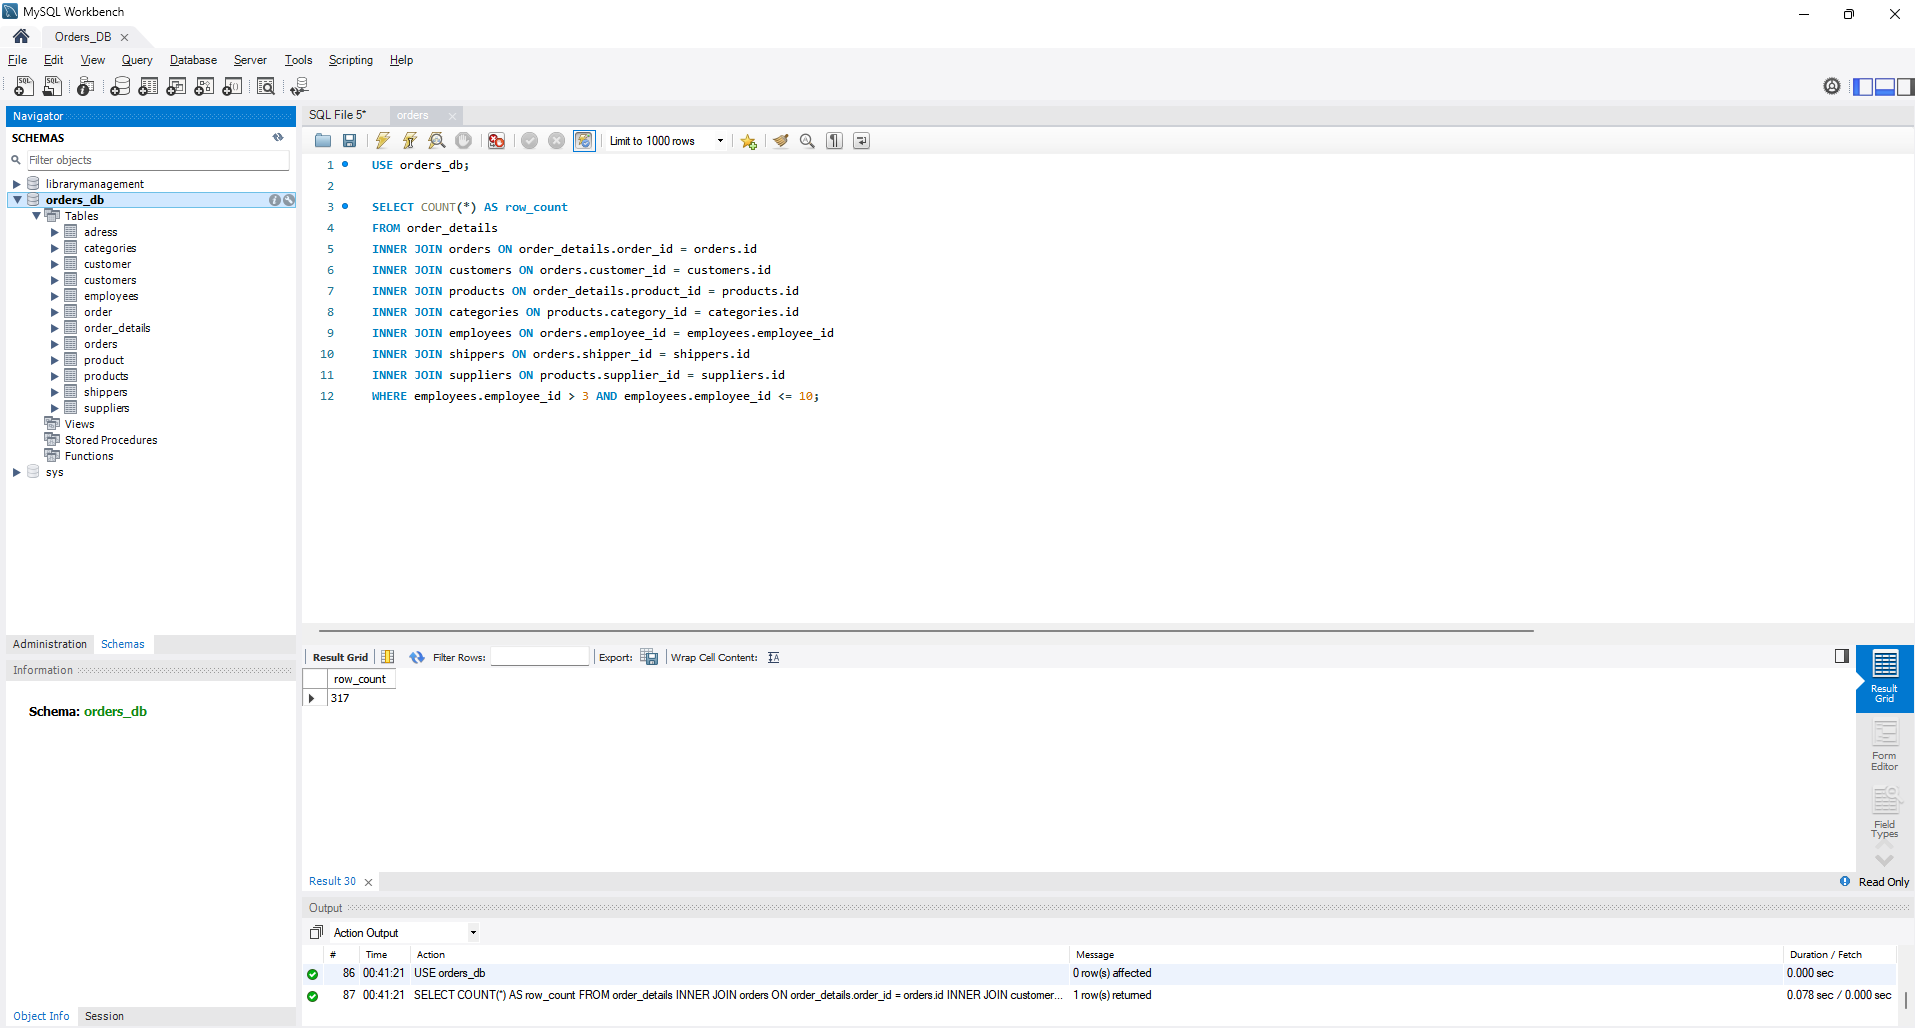 MySQL Workbench
Orders_DB
File Edit View Query Database Server Tools Scripting Help
Navigator
SCHEMAS
Filter objects
librarymanagement
orders_db
Tables
adress
categories
customer
customers
employees
order
order_details
orders
product
products
shippers
suppliers
Views
Stored Procedures
Functions
sys
Administration Schemas
Information
Schema: orders_db
Object Info Session
SQL File 5* orders
Limit to 1000 rows
1 USE orders_db;
2
3 SELECT COUNT(*) AS row_count
4 FROM order_details
5 INNER JOIN orders ON order_details.order_id = orders.id
6 INNER JOIN customers ON orders.customer_id = customers.id
7 INNER JOIN products ON order_details.product_id = products.id
8 INNER JOIN categories ON products.category_id = categories.id
9 INNER JOIN employees ON orders.employee_id = employees.employee_id
10 INNER JOIN shippers ON orders.shipper_id = shippers.id
11 INNER JOIN suppliers ON products.supplier_id = suppliers.id
12 WHERE employees.employee_id > 3 AND employees.employee_id <= 10;
Result Grid Filter Rows: Export: Wrap Cell Content:
row_count
317
Result
Grid
Form
Editor
Field
Types
Result 30
Read Only
Output
Action Output
# Time Action Message Duration / Fetch
86 00:41:21 USE orders_db 0 row(s) affected 0.000 sec
87 00:41:21 SELECT COUNT(*) AS row_count FROM order_details INNER JOIN orders ON order_details.order_id = orders.id INNER JOIN customer... 1 row(s) returned 0.078 sec / 0.000 sec